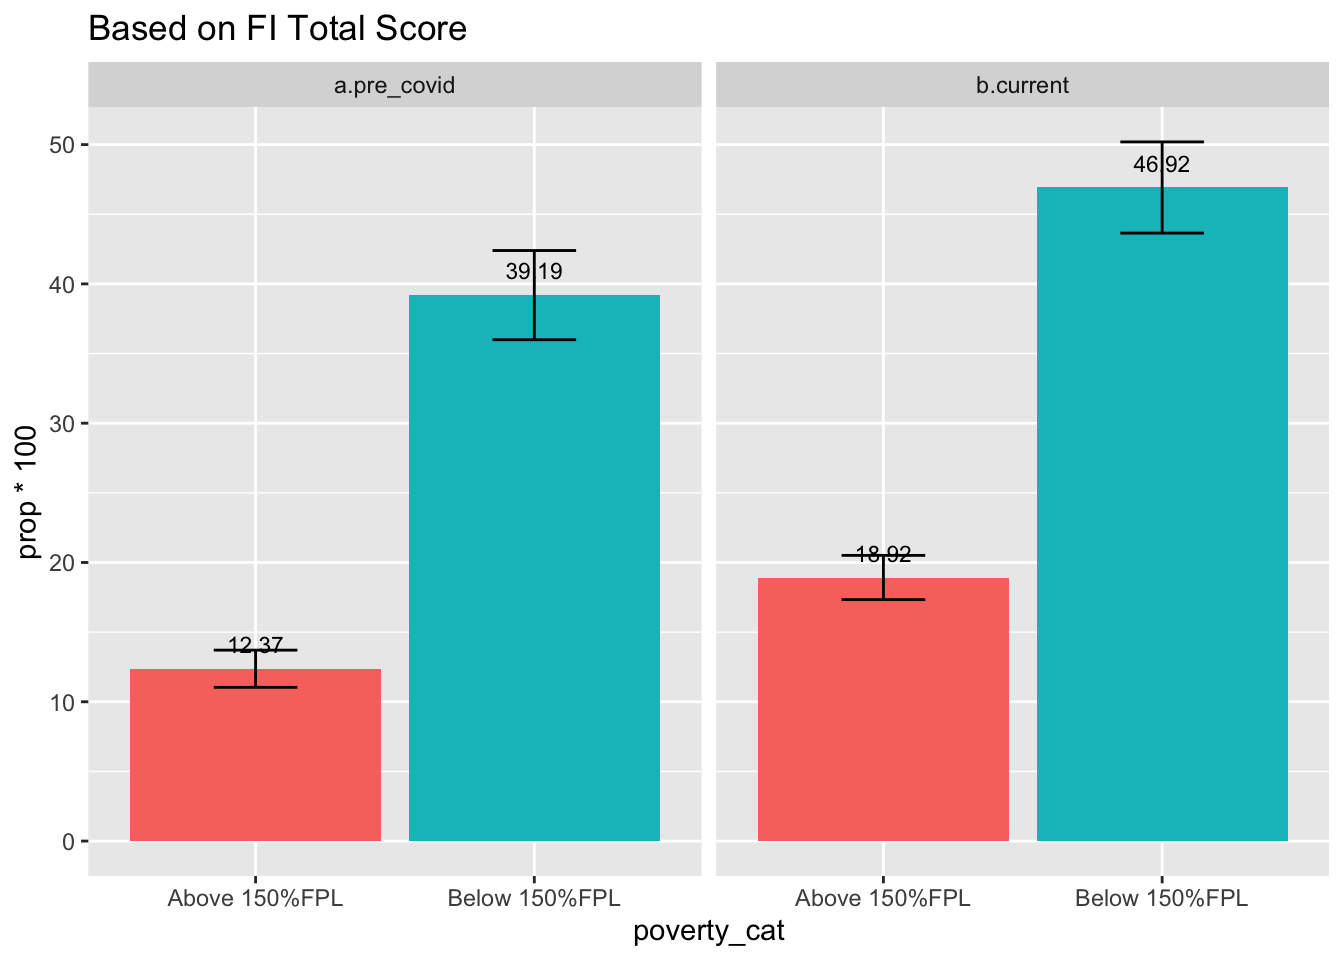 Based on FI Total Score
a.pre_covid
b.current
prop * 100
50
40
30
20
10
0
12.37
39.19
18.92
46.92
Above 150%FPL
Below 150%FPL
Above 150%FPL
Below 150%FPL
poverty_cat